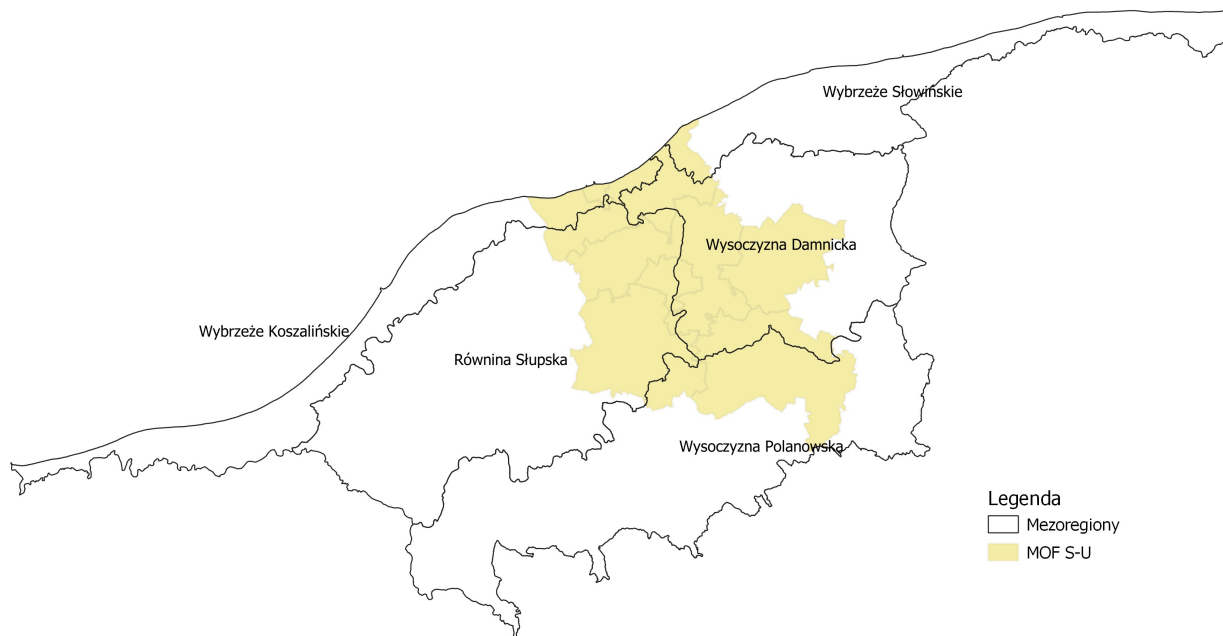 Wybrzeże Słowińskie
Wysoczyzna Damnicka
Wybrzeże Koszalińskie
Równina Słupska
Wysoczyzna Polanowska
Legenda
Mezoregiony
MOF S-U